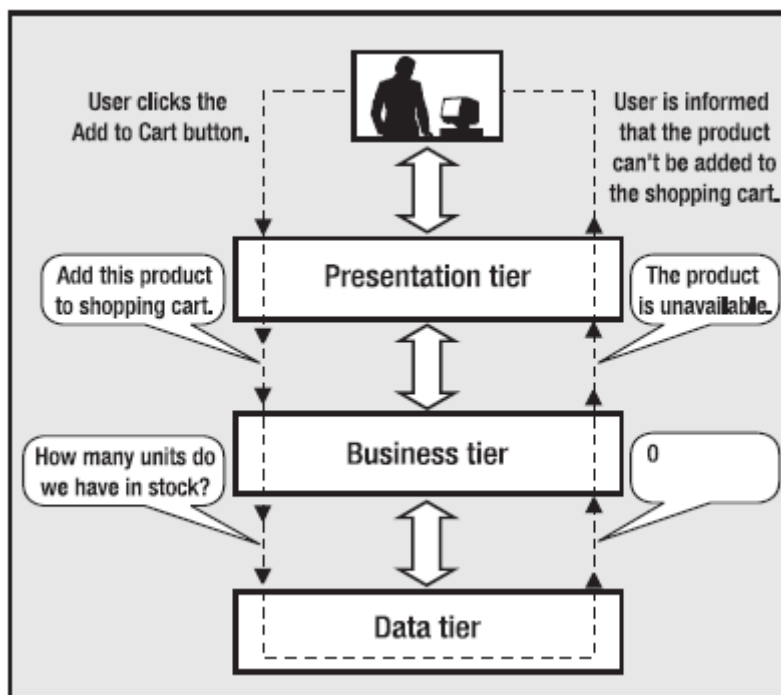 User clicks the
Add to Cart button.
User is informed
that the product
can't be added to
the shopping cart.
Presentation tier
Add this product
to shopping cart.
The product
is unavailable.
Business tier
How many units do
we have in stock?
0
Data tier